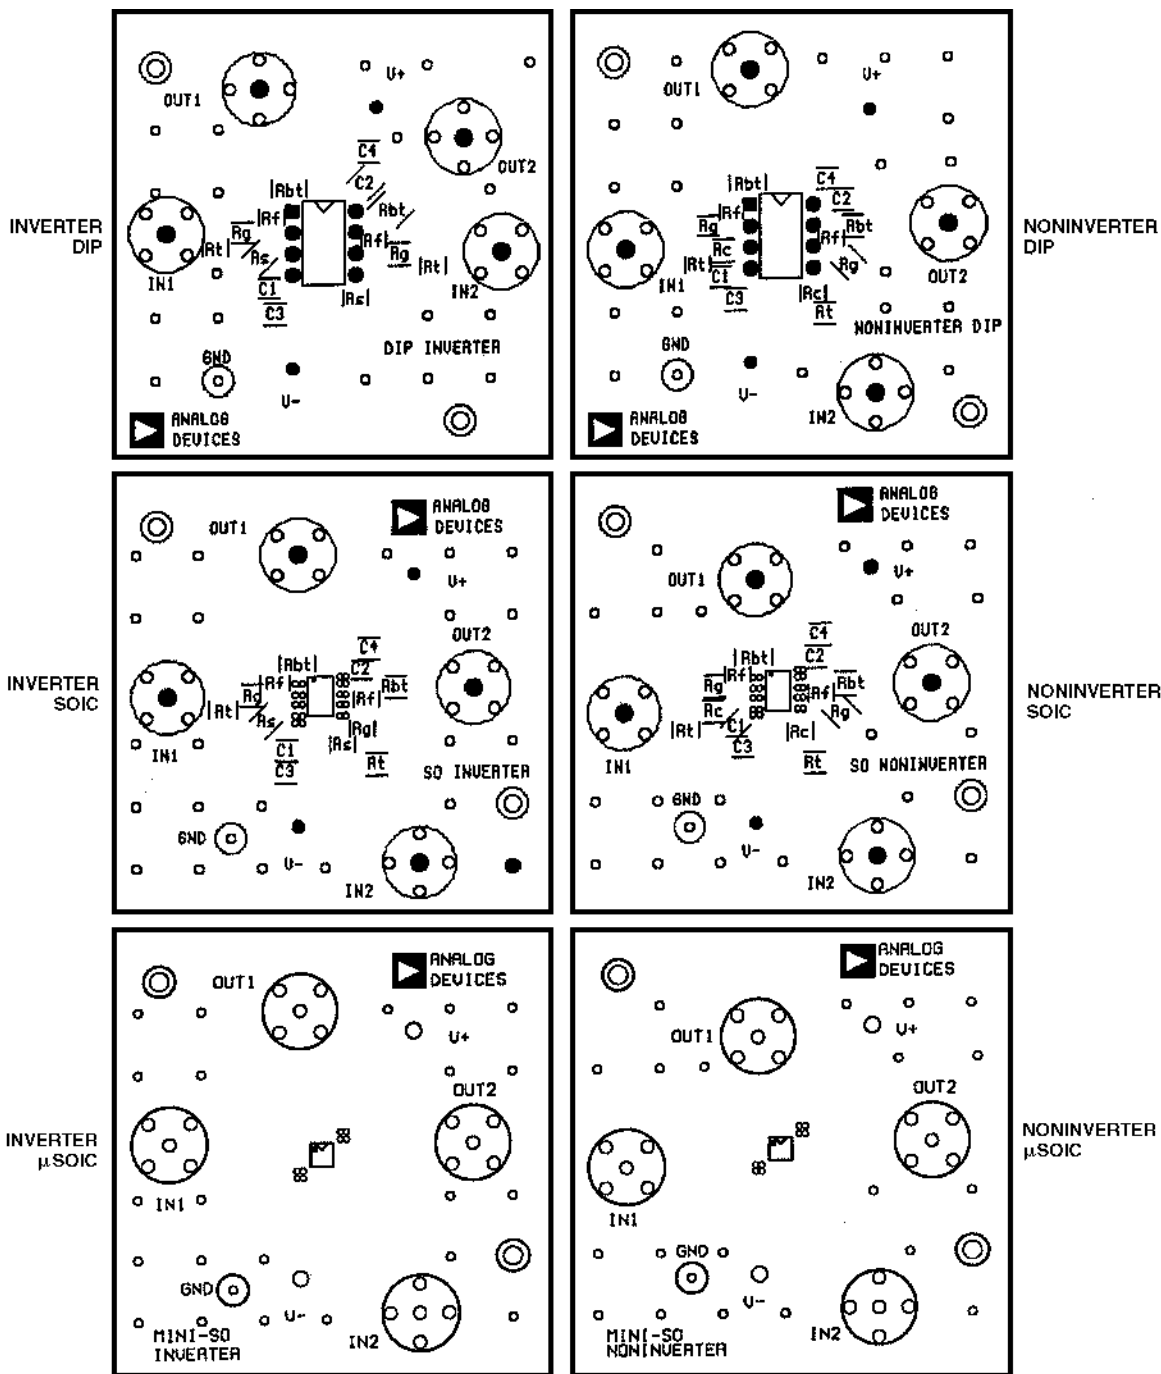 INVERTER
DIP
OUT1
V+
OUT2
C4
C2
Rbt
Rbt
Rf
Rg
Rt
Rs
Rf
Rg
Rt
IN1
C1
C3
Rs
IN2
GND
DIP INVERTER
V-
ANALOG
DEVICES
NONINVERTER
DIP
OUT1
V+
C4
C2
Rbt
Rbt
Rf
Rg
Rc
Rt
Rf
Rg
IN1
C1
C3
Rc
Rt
OUT2
NONINVERTER DIP
GND
V-
IN2
ANALOG
DEVICES
INVERTER
SOIC
ANALOG
DEVICES
OUT1
V+
OUT2
C4
C2
Rbt
Rf
Rg
Rt
Rs
Rf
Rbt
Rg
Rs
Rt
IN1
C1
C3
SO INVERTER
GND
V-
IN2
NONINVERTER
SOIC
ANALOG
DEVICES
OUT1
V+
OUT2
C4
C2
Rbt
Rf
Rg
Rc
Rt
Rf
Rbt
Rg
C1
C3
Rc
Rt
IN1
SO NONINVERTER
GND
V-
IN2
INVERTER
µSOIC
ANALOG
DEVICES
OUT1
V+
OUT2
IN1
GND
V-
IN2
MINI-SO
INVERTER
NONINVERTER
µSOIC
ANALOG
DEVICES
OUT1
V+
OUT2
IN1
GND
V-
IN2
MINI-SO
NONINVERTER